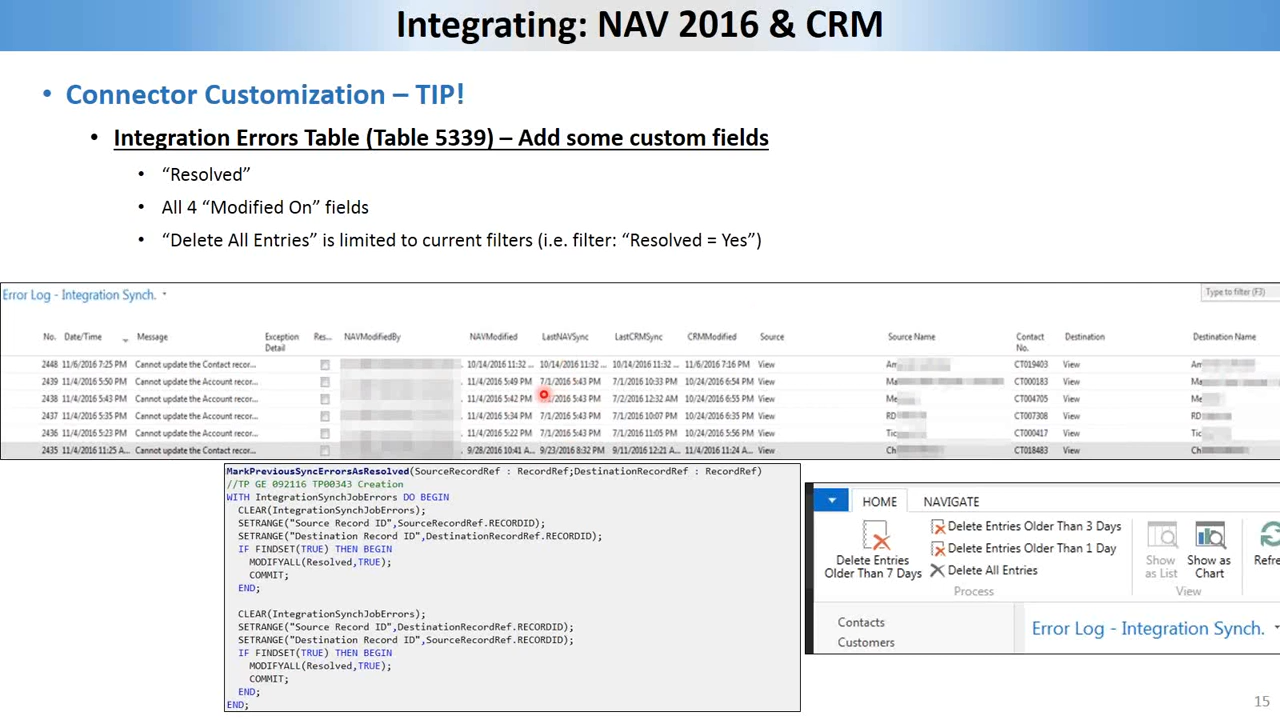 Integrating: NAV 2016 & CRM
• Connector Customization – TIP!
• Integration Errors Table (Table 5339) – Add some custom fields
• “Resolved”
• All 4 “Modified On” fields
• “Delete All Entries” is limited to current filters (i.e. filter: “Resolved = Yes”)
Error Log - Integration Synch.
Type to filter (F3)
No. Date/Time Message Exception Detail Res... NAVModifiedBy NAVModified LastNAVSync LastCRMSync CRMModified Source Source Name Contact No. Destination Destination Name
2448 11/6/2016 7:25 PM Cannot update the Contact recor... 10/14/2016 11:32 ... 10/14/2016 11:32 ... 10/14/2016 11:32 ... 11/6/2016 7:16 PM View Am CT019403 View Am
2439 11/4/2016 5:50 PM Cannot update the Account recor... 11/4/2016 5:49 PM 7/1/2016 5:43 PM 7/1/2016 10:33 PM 10/24/2016 6:54 PM View Ma CT000183 View Ma
2438 11/4/2016 5:43 PM Cannot update the Account recor... 11/4/2016 5:42 PM 7/1/2016 5:43 PM 7/2/2016 12:32 AM 10/24/2016 6:55 PM View Me CT004705 View Me
2437 11/4/2016 5:35 PM Cannot update the Account recor... 11/4/2016 5:34 PM 7/1/2016 5:43 PM 7/1/2016 10:07 PM 10/24/2016 6:35 PM View RD CT007308 View RD
2436 11/4/2016 5:23 PM Cannot update the Account recor... 11/4/2016 5:22 PM 7/1/2016 5:43 PM 7/1/2016 11:05 PM 10/24/2016 5:56 PM View Tic CT000417 View Tic
2435 11/4/2016 11:25 A... Cannot update the Account recor... 9/28/2016 10:41 A... 9/23/2016 8:32 PM 9/11/2016 12:21 A... 11/4/2016 11:24 A... View Ch CT018483 View Ch
MarkPreviousSyncErrorsAsResolved(SourceRecordRef : RecordRef;DestinationRecordRef : RecordRef)
//TP GE 092116 TP00343 Creation
WITH IntegrationSynchJobErrors DO BEGIN
CLEAR(IntegrationSynchJobErrors);
SETRANGE("Source Record ID",SourceRecordRef.RECORDID);
SETRANGE("Destination Record ID",DestinationRecordRef.RECORDID);
IF FINDSET(TRUE) THEN BEGIN
MODIFYALL(Resolved,TRUE);
COMMIT;
END;
CLEAR(IntegrationSynchJobErrors);
SETRANGE("Source Record ID",DestinationRecordRef.RECORDID);
SETRANGE("Destination Record ID",SourceRecordRef.RECORDID);
IF FINDSET(TRUE) THEN BEGIN
MODIFYALL(Resolved,TRUE);
COMMIT;
END;
END;
HOME NAVIGATE
Delete Entries Older Than 7 Days
Delete Entries Older Than 3 Days
Delete Entries Older Than 1 Day
Delete All Entries
Process
Show as List
Show as Chart
View
Refre
Contacts
Customers
Error Log - Integration Synch.
15